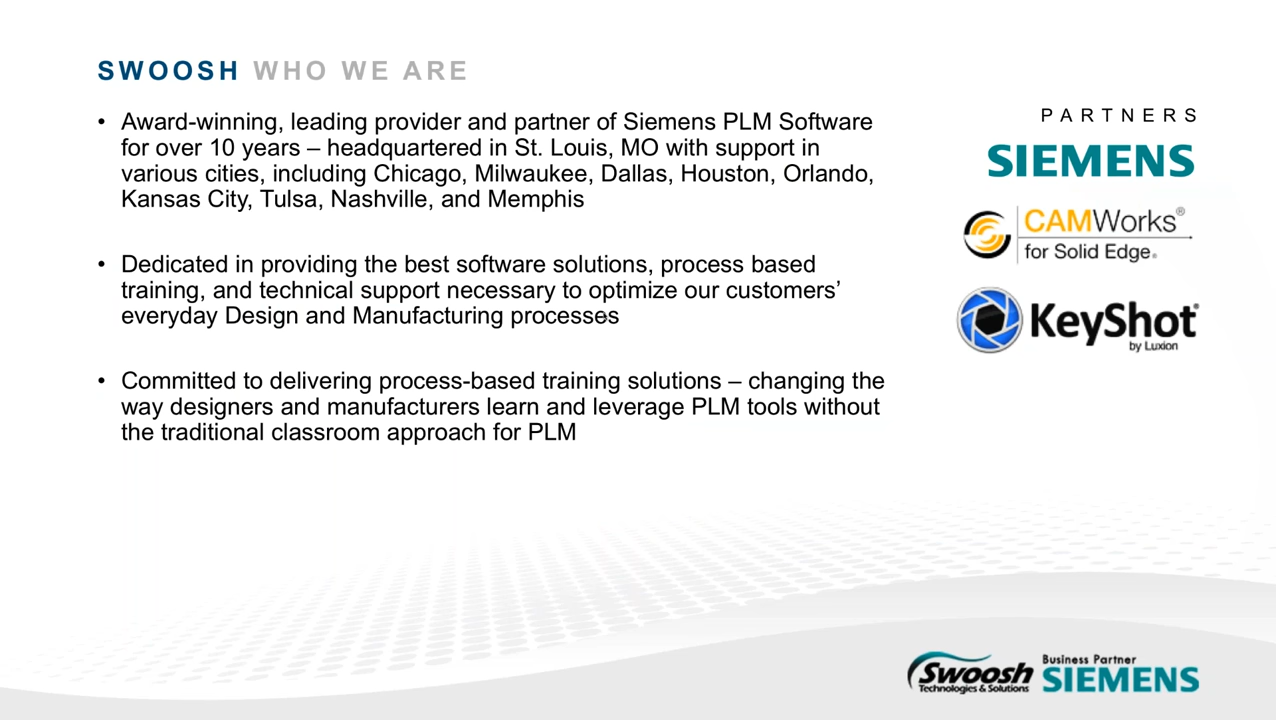 SWOOSH WHO WE ARE
• Award-winning, leading provider and partner of Siemens PLM Software
for over 10 years – headquartered in St. Louis, MO with support in
various cities, including Chicago, Milwaukee, Dallas, Houston, Orlando,
Kansas City, Tulsa, Nashville, and Memphis
• Dedicated in providing the best software solutions, process based
training, and technical support necessary to optimize our customers’
everyday Design and Manufacturing processes
• Committed to delivering process-based training solutions – changing the
way designers and manufacturers learn and leverage PLM tools without
the traditional classroom approach for PLM
PARTNERS
SIEMENS
CAMWorks®
for Solid Edge®
KeyShot®
by Luxion
Swoosh
Technologies & Solutions
Business Partner
SIEMENS